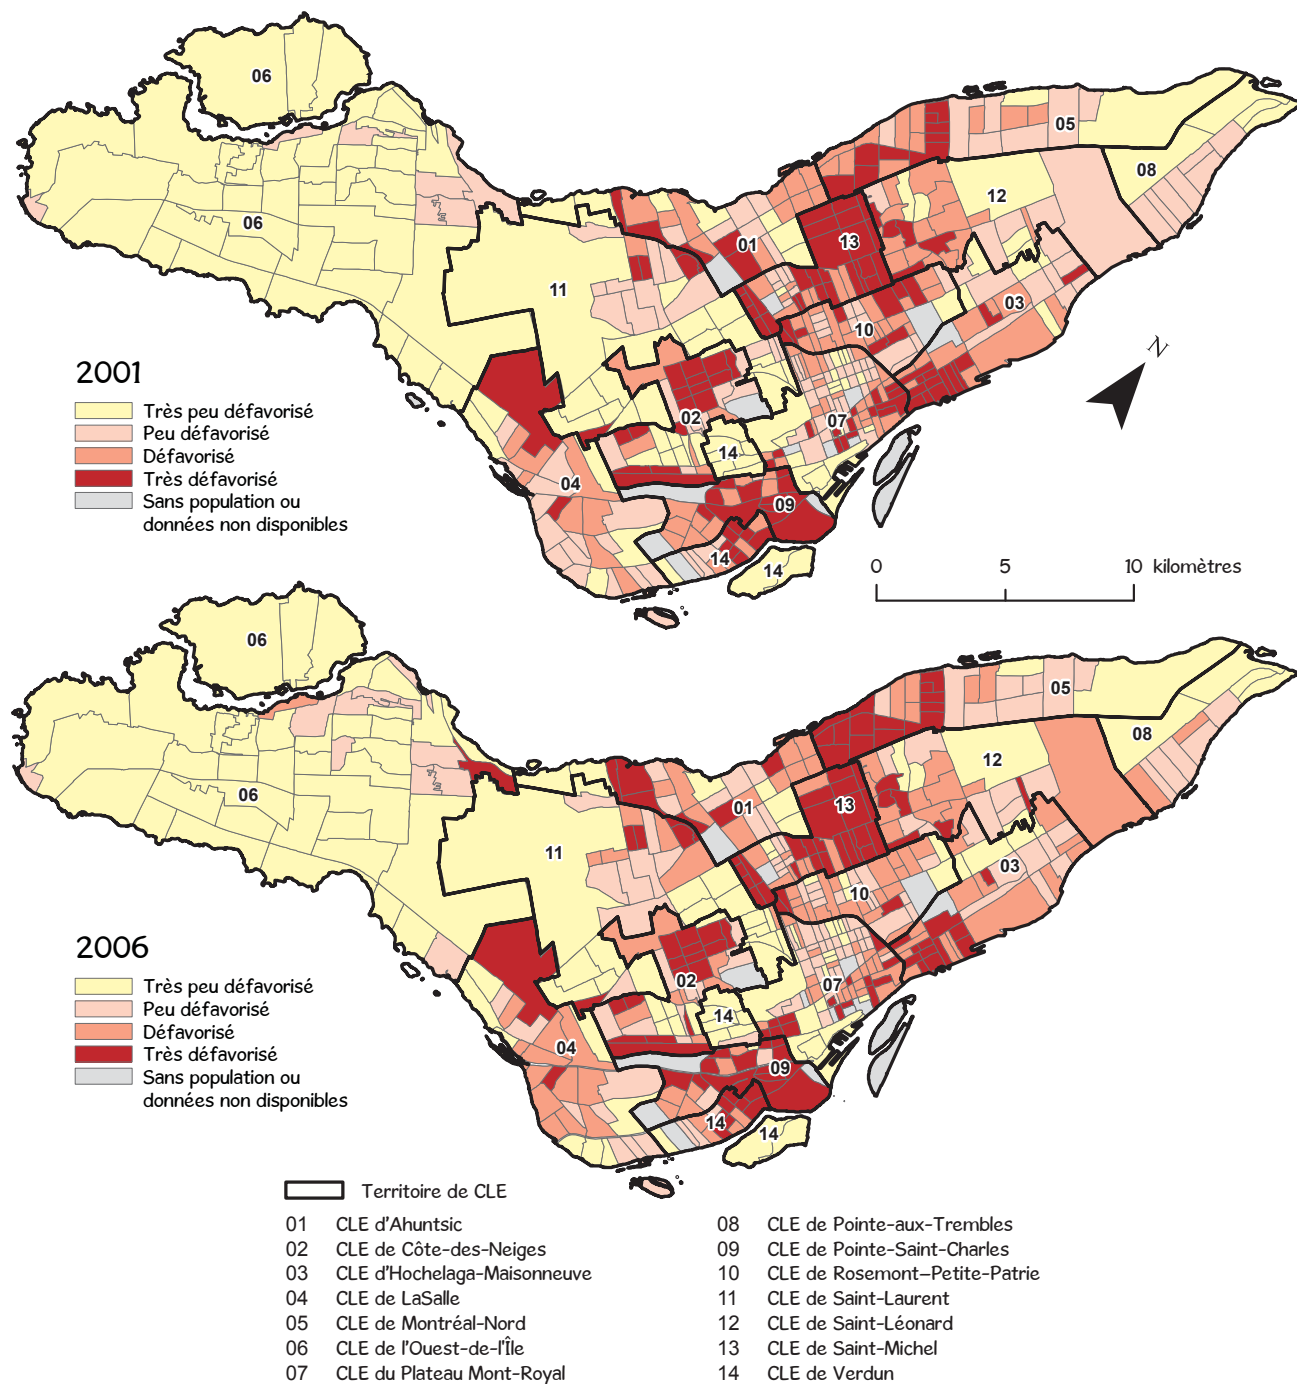 06
05
08
12
01
13
06
11
03
10
2001
Très peu défavorisé
Peu défavorisé
Défavorisé
Très défavorisé
Sans population ou
données non disponibles
N
02
07
14
04
09
14
14
0 5 10 kilomètres
06
05
08
12
01
13
06
11
03
10
2006
Très peu défavorisé
Peu défavorisé
Défavorisé
Très défavorisé
Sans population ou
données non disponibles
02
07
14
04
09
14
14
Territoire de CLE
01 CLE d'Ahuntsic
02 CLE de Côte-des-Neiges
03 CLE d'Hochelaga-Maisonneuve
04 CLE de LaSalle
05 CLE de Montréal-Nord
06 CLE de l'Ouest-de-l'Île
07 CLE du Plateau Mont-Royal
08 CLE de Pointe-aux-Trembles
09 CLE de Pointe-Saint-Charles
10 CLE de Rosemont–Petite-Patrie
11 CLE de Saint-Laurent
12 CLE de Saint-Léonard
13 CLE de Saint-Michel
14 CLE de Verdun